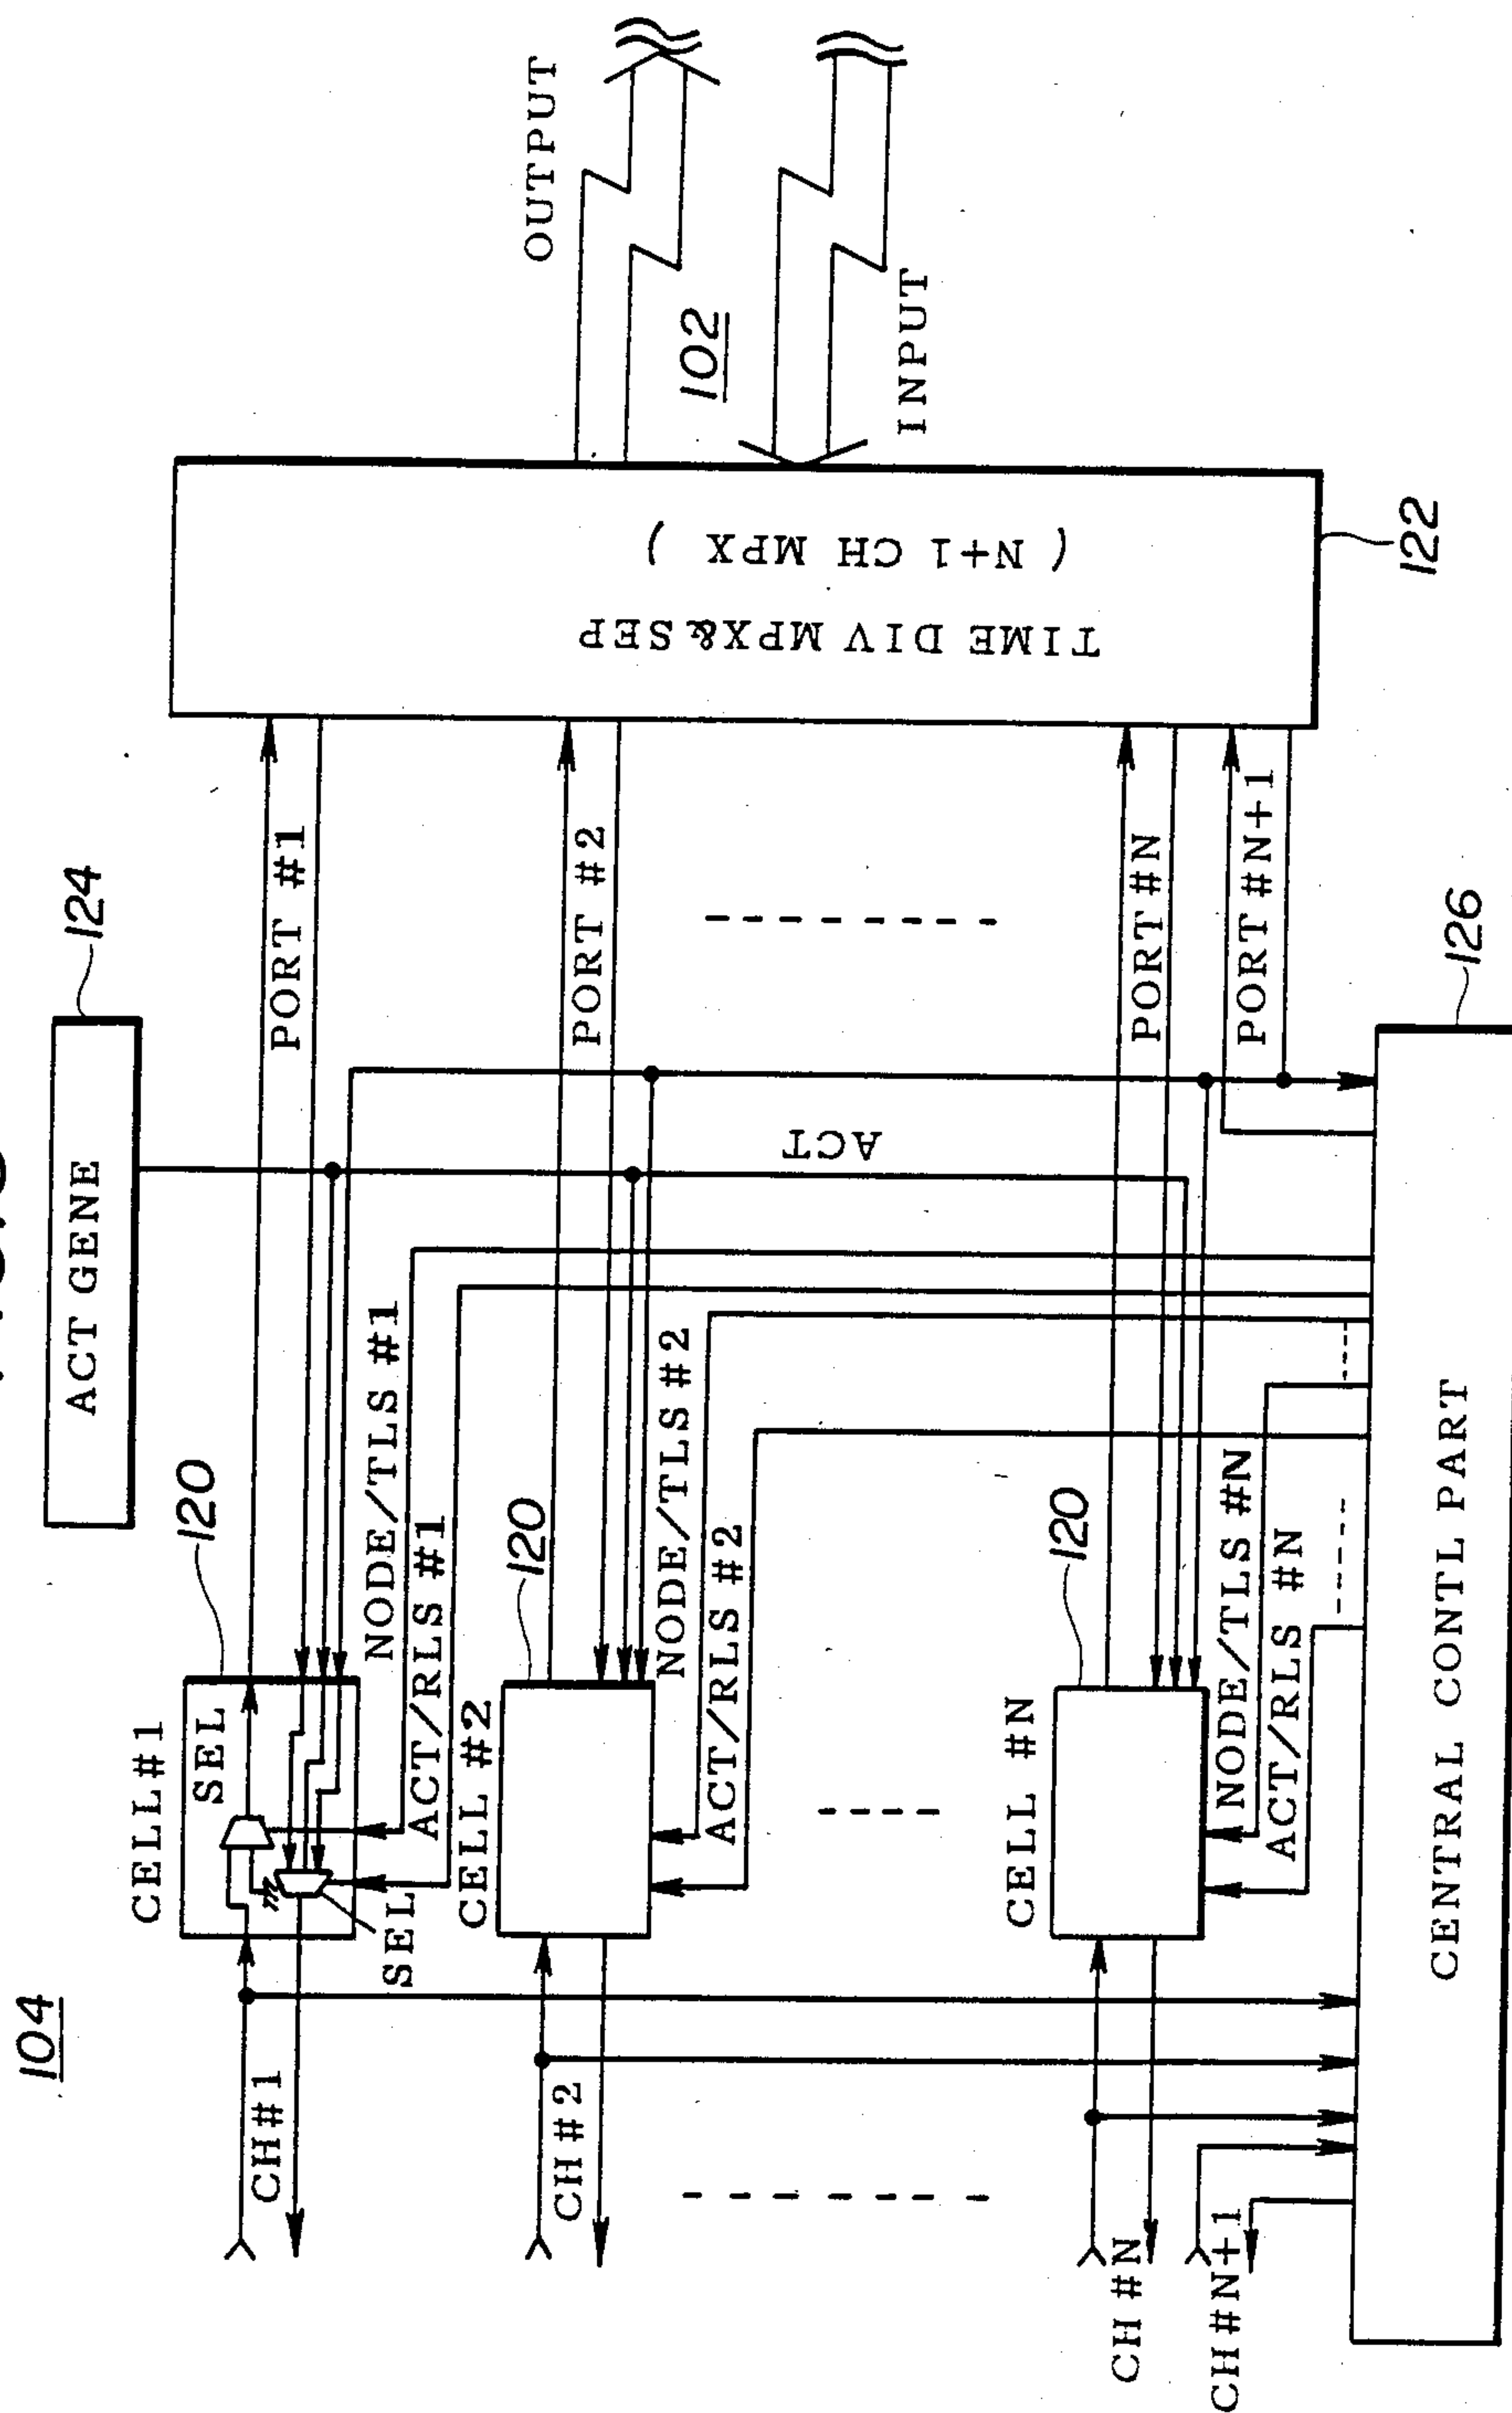 104
ACT GENE
124
CELL#1
SEL
SEL
120
CH#1
PORT #1
NODE/TLS #1
ACT/RLS #1
CELL #2
120
CH#2
PORT #2
NODE/TLS #2
ACT/RLS #2
ACT
CELL #N
120
CH#N
PORT #N
NODE/TLS #N
ACT/RLS #N
CH#N+1
PORT #N+1
TIME DIV MPX&SEP
( N+1 CH MPX )
122
OUTPUT
102
INPUT
CENTRAL CONTL PART
126